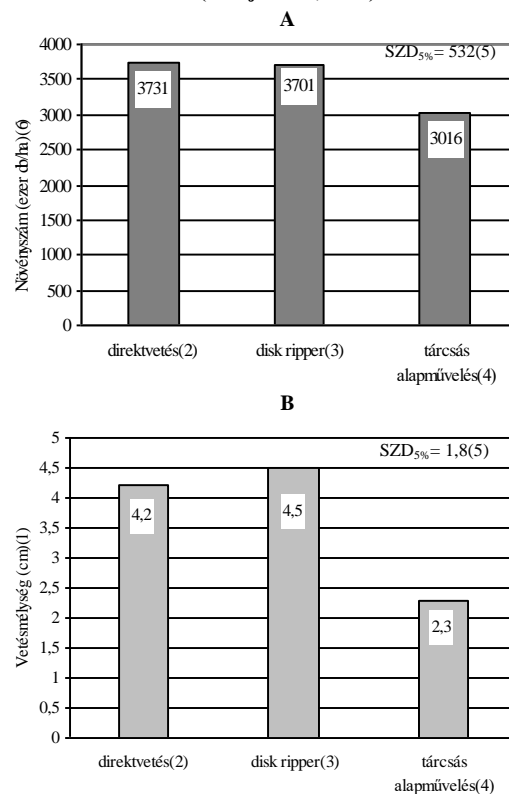 A
SZD5%= 532(5)
Növényszám (ezer db/ha)(6)
4000
3500
3000
2500
2000
1500
1000
500
0
3731
3701
3016
direktvetés(2)
disk ripper(3)
tárcsás
alapművelés(4)
B
SZD5%= 1,8(5)
Vetésmélység (cm)(1)
5
4,5
4
3,5
3
2,5
2
1,5
1
0,5
0
4,2
4,5
2,3
direktvetés(2)
disk ripper(3)
tárcsás
alapművelés(4)